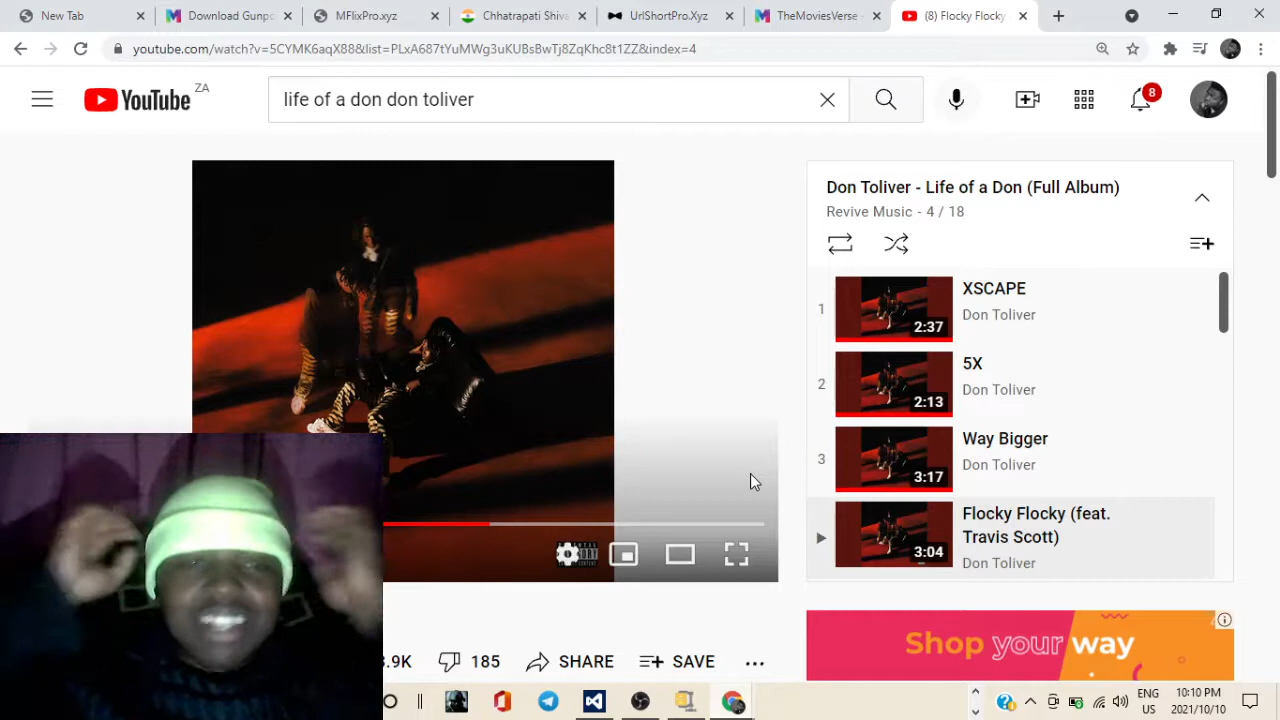 New Tab
Download Gunpo
MFlixPro.xyz
Chhatrapati Shiva
UrlShortPro.Xyz
TheMoviesVerse -
(8) Flocky Flocky
youtube.com/watch?v=5CYMK6aqX88&list=PLxA687tYuMWg3uKUBsBwTj8ZqKhc8t1ZZ&index=4
YouTube ZA
life of a don don toliver
8
Don Toliver - Life of a Don (Full Album)
Revive Music - 4 / 18
1
2:37
XSCAPE
Don Toliver
2
2:13
5X
Don Toliver
3
3:17
Way Bigger
Don Toliver
3:04
Flocky Flocky (feat.
Travis Scott)
Don Toliver
Shop your way
.9K
185
SHARE
SAVE
ENG
US
10:10 PM
2021/10/10